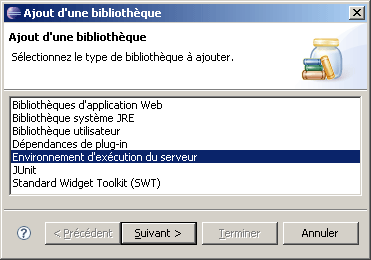 Ajout d'une bibliothèque
Ajout d'une bibliothèque
Sélectionnez le type de bibliothèque à ajouter.
Bibliothèques d'application Web
Bibliothèque système JRE
Bibliothèque utilisateur
Dépendances de plug-in
Environnement d'exécution du serveur
JUnit
Standard Widget Toolkit (SWT)
? < Précédent Suivant > Terminer Annuler